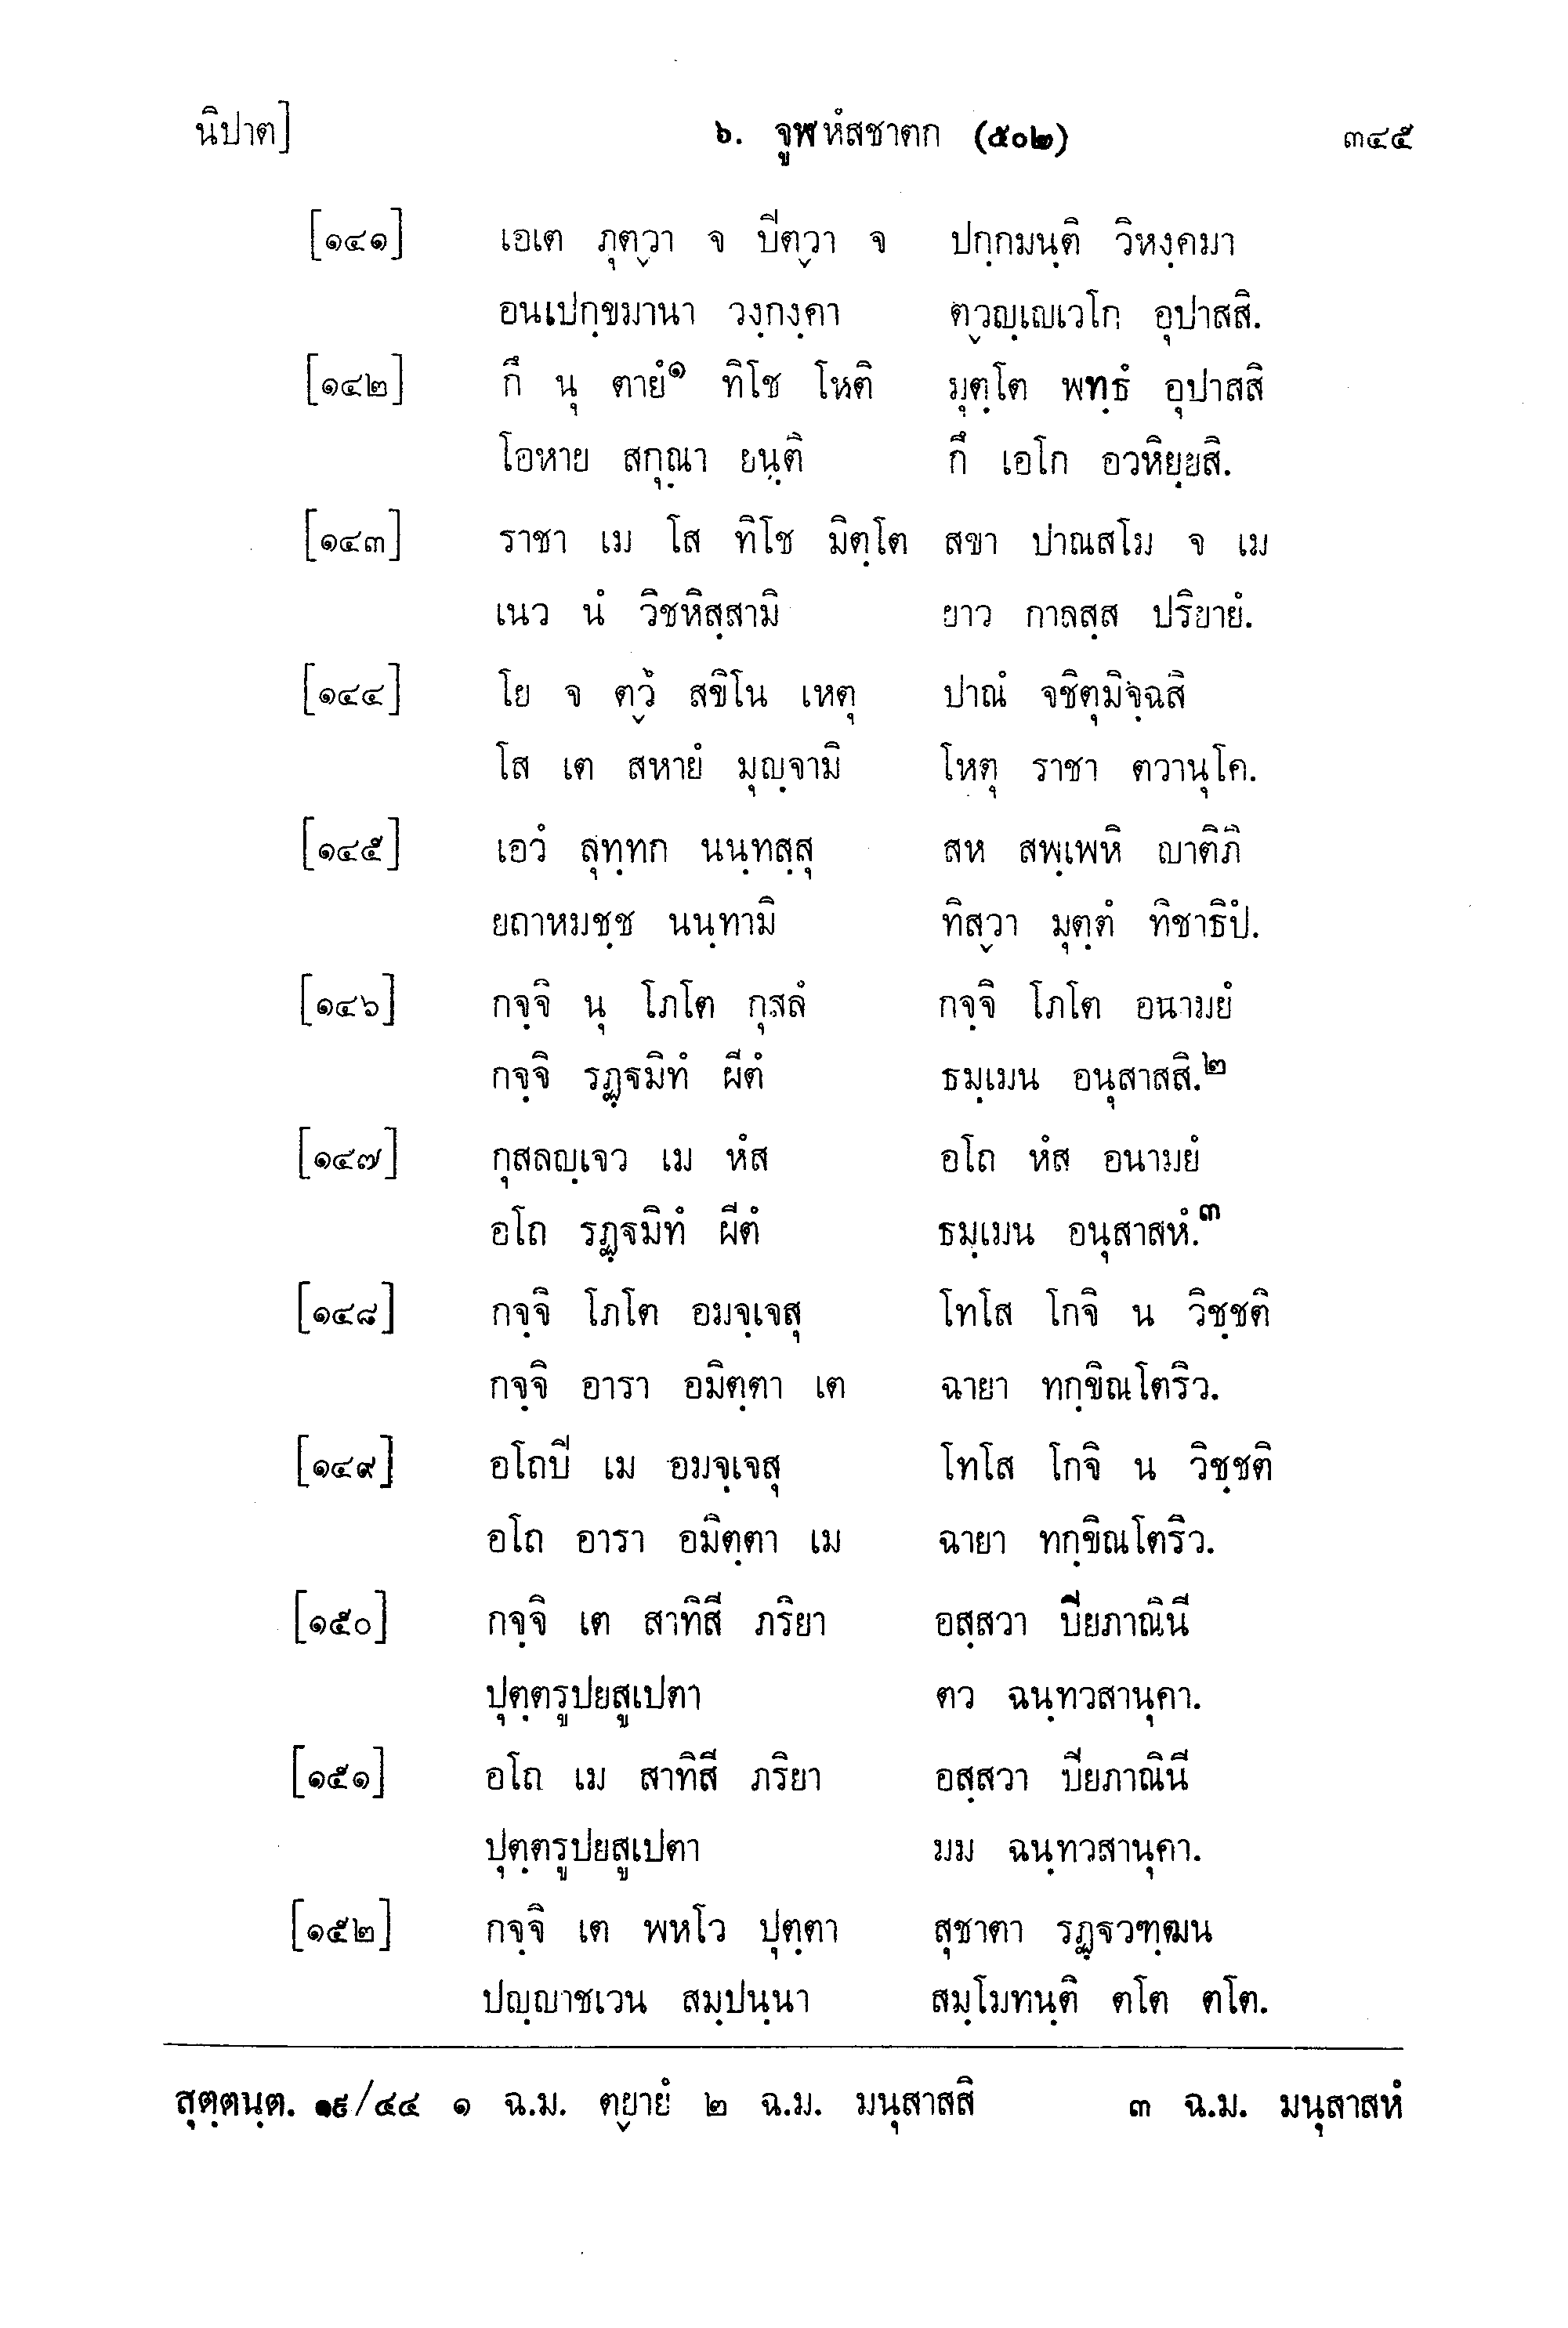 นิปาต] ๖. จูฬหํสชาตก (๕๐๒) ๓๔๕
[๑๔๑] เอเต ภุตฺวา จ ปีตฺวา จ ปกฺกมนฺติ วิหงฺคมา
อนเปกฺขมานา วงฺกงฺคา ตฺวญฺเญเวโก อุปาสสิ.
[๑๔๒] กึ นุ ตายํ๑ ทิโช โหติ มุตฺโต พทฺธํ อุปาสสิ
โอหาย สกุณา ยนฺติ กึ เอโก อวหิยฺยสิ.
[๑๔๓] ราชา เม โส ทิโช มิตฺโต สขา ปาณสโม จ เม
เนว นํ วิชหิสฺสามิ ยาว กาลสฺส ปริยายํ.
[๑๔๔] โย จ ตฺวํ สขิโน เหตุ ปาณํ จชิตุมิจฺฉสิ
โส เต สหายํ มุญฺจามิ โหตุ ราชา ตวานุโค.
[๑๔๕] เอวํ ลุทฺทก นนฺทสฺสุ สห สพฺเพหิ ญาติภิ
ยถาหมชฺช นนฺทามิ ทิสฺวา มุตฺตํ ทิชาธิปํ.
[๑๔๖] กจฺจิ นุ โภโต กุสลํ กจฺจิ โภโต อนามยํ
กจฺจิ รฏฺฐมิทํ ผีตํ ธมฺเมน อนุสาสสิ.๒
[๑๔๗] กุสลญฺเจว เม หํส อโถ หํส อนามยํ
อโถ รฏฺฐมิทํ ผีตํ ธมฺเมน อนุสาสหํ.๓
[๑๔๘] กจฺจิ โภโต อมจฺเจสุ โทโส โกจิ น วิชฺชติ
กจฺจิ อารา อมิตฺตา เต ฉายา ทกฺขิณโตริว.
[๑๔๙] อโถปี เม อมจฺเจสุ โทโส โกจิ น วิชฺชติ
อโถ อารา อมิตฺตา เม ฉายา ทกฺขิณโตริว.
[๑๕๐] กจฺจิ เต สาทิสี ภริยา อสฺสวา ปิยภาณินี
ปุตฺตรูปยสูเปตา ตว ฉนฺทวสานุคา.
[๑๕๑] อโถ เม สาทิสี ภริยา อสฺสวา ปิยภาณินี
ปุตฺตรูปยสูเปตา มม ฉนฺทวสานุคา.
[๑๕๒] กจฺจิ เต พหโว ปุตฺตา สุชาตา รฏฺฐวฑฺฒน
ปญฺญาชเวน สมฺปนฺนา สมฺโมทนฺติ ตโต ตโต.
สุตฺตนฺต. ๑๙/๔๔ ๑ ฉ.ม. ตฺยายํ ๒ ฉ.ม. มนุสาสสิ ๓ ฉ.ม. มนุสาสหํ